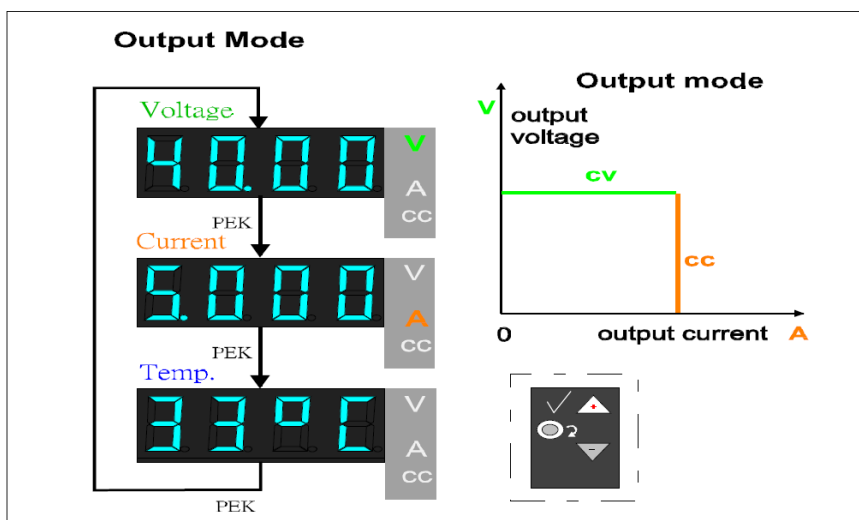 Output Mode
Voltage
40.00
V
A
CC
PEK
Current
5.000
V
A
CC
PEK
Temp.
33°C
V
A
CC
PEK
Output mode
V
output
voltage
cv
cc
0
output current A
+
-